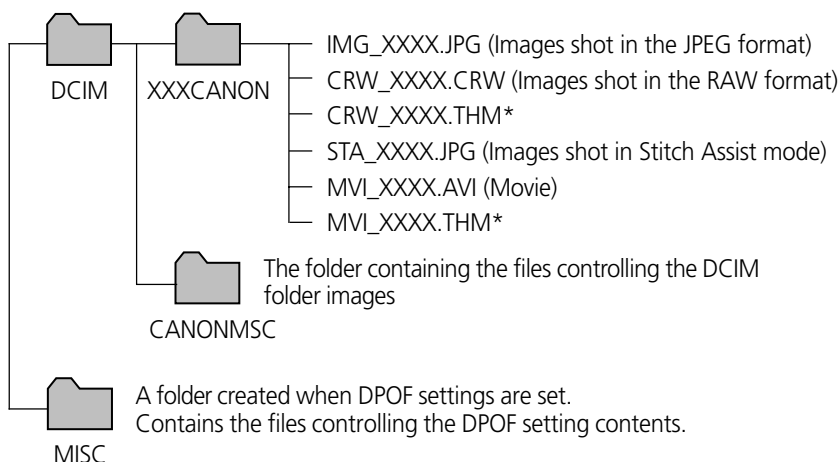 DCIM
XXXCANON
IMG_XXXX.JPG (Images shot in the JPEG format)
CRW_XXXX.CRW (Images shot in the RAW format)
CRW_XXXX.THM*
STA_XXXX.JPG (Images shot in Stitch Assist mode)
MVI_XXXX.AVI (Movie)
MVI_XXXX.THM*
The folder containing the files controlling the DCIM
folder images
CANONMSC
A folder created when DPOF settings are set.
Contains the files controlling the DPOF setting contents.
MISC